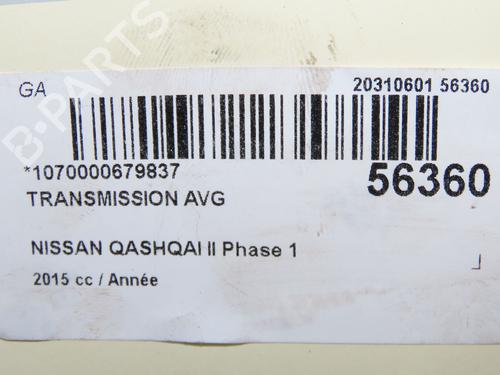 GA
20310601 56360
*1070000679837
56360
TRANSMISSION AVG
NISSAN QASHQAI II Phase 1
2015 cc / Année
B-PARTS